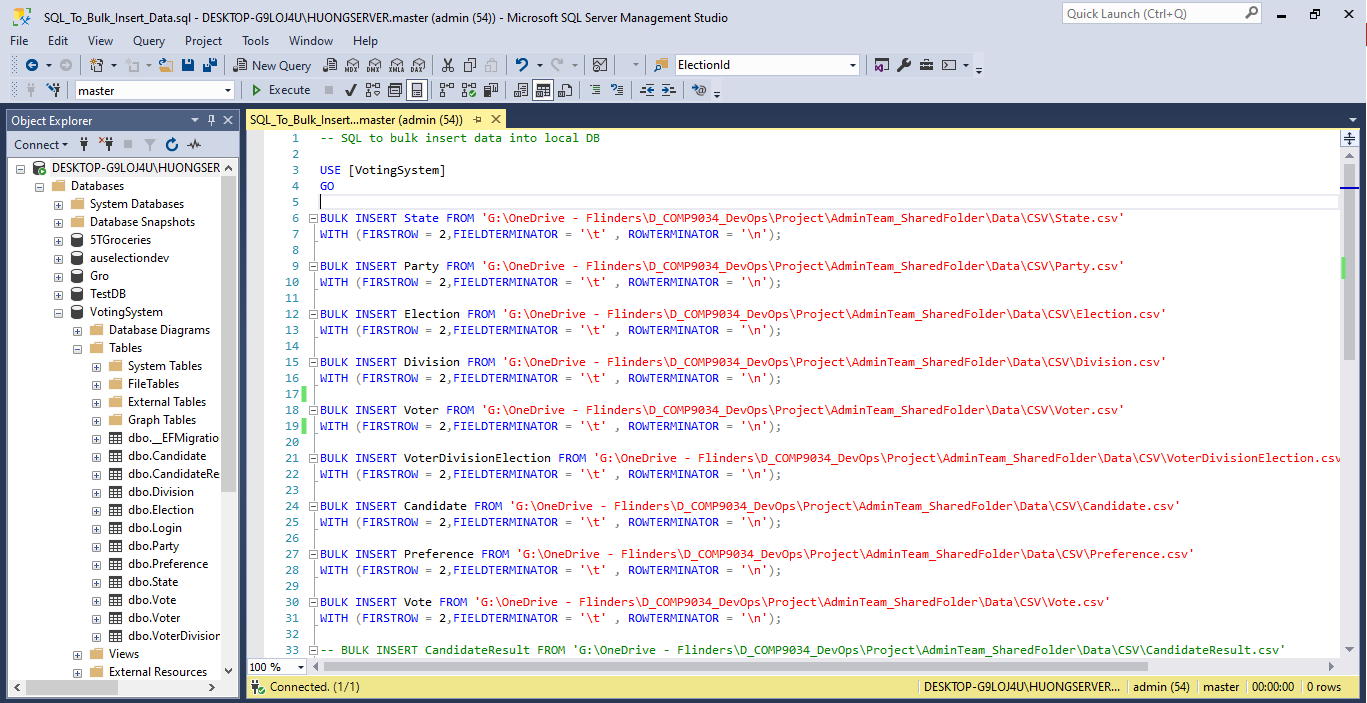 SQL_To_Bulk_Insert_Data.sql - DESKTOP-G9LOJ4U\HUONGSERVER.master (admin (54)) - Microsoft SQL Server Management Studio
Quick Launch (Ctrl+Q)
File Edit View Query Project Tools Window Help
New Query MDX DMX XMLA DAX ElectionId
master Execute
Object Explorer
Connect
DESKTOP-G9LOJ4U\HUONGSER
Databases
System Databases
Database Snapshots
5TGroceries
auselectiondev
Gro
TestDB
VotingSystem
Database Diagrams
Tables
System Tables
FileTables
External Tables
Graph Tables
dbo.__EFMigratio
dbo.Candidate
dbo.CandidateRe
dbo.Division
dbo.Election
dbo.Login
dbo.Party
dbo.Preference
dbo.State
dbo.Vote
dbo.Voter
dbo.VoterDivision
Views
External Resources
SQL_To_Bulk_Insert...master (admin (54))
1 -- SQL to bulk insert data into local DB
2
3 USE [VotingSystem]
4 GO
5
6 BULK INSERT State FROM 'G:\OneDrive - Flinders\D_COMP9034_DevOps\Project\AdminTeam_SharedFolder\Data\CSV\State.csv'
7 WITH (FIRSTROW = 2,FIELDTERMINATOR = '\t' , ROWTERMINATOR = '\n');
8
9 BULK INSERT Party FROM 'G:\OneDrive - Flinders\D_COMP9034_DevOps\Project\AdminTeam_SharedFolder\Data\CSV\Party.csv'
10 WITH (FIRSTROW = 2,FIELDTERMINATOR = '\t' , ROWTERMINATOR = '\n');
11
12 BULK INSERT Election FROM 'G:\OneDrive - Flinders\D_COMP9034_DevOps\Project\AdminTeam_SharedFolder\Data\CSV\Election.csv'
13 WITH (FIRSTROW = 2,FIELDTERMINATOR = '\t' , ROWTERMINATOR = '\n');
14
15 BULK INSERT Division FROM 'G:\OneDrive - Flinders\D_COMP9034_DevOps\Project\AdminTeam_SharedFolder\Data\CSV\Division.csv'
16 WITH (FIRSTROW = 2,FIELDTERMINATOR = '\t' , ROWTERMINATOR = '\n');
17
18 BULK INSERT Voter FROM 'G:\OneDrive - Flinders\D_COMP9034_DevOps\Project\AdminTeam_SharedFolder\Data\CSV\Voter.csv'
19 WITH (FIRSTROW = 2,FIELDTERMINATOR = '\t' , ROWTERMINATOR = '\n');
20
21 BULK INSERT VoterDivisionElection FROM 'G:\OneDrive - Flinders\D_COMP9034_DevOps\Project\AdminTeam_SharedFolder\Data\CSV\VoterDivisionElection.csv
22 WITH (FIRSTROW = 2,FIELDTERMINATOR = '\t' , ROWTERMINATOR = '\n');
23
24 BULK INSERT Candidate FROM 'G:\OneDrive - Flinders\D_COMP9034_DevOps\Project\AdminTeam_SharedFolder\Data\CSV\Candidate.csv'
25 WITH (FIRSTROW = 2,FIELDTERMINATOR = '\t' , ROWTERMINATOR = '\n');
26
27 BULK INSERT Preference FROM 'G:\OneDrive - Flinders\D_COMP9034_DevOps\Project\AdminTeam_SharedFolder\Data\CSV\Preference.csv'
28 WITH (FIRSTROW = 2,FIELDTERMINATOR = '\t' , ROWTERMINATOR = '\n');
29
30 BULK INSERT Vote FROM 'G:\OneDrive - Flinders\D_COMP9034_DevOps\Project\AdminTeam_SharedFolder\Data\CSV\Vote.csv'
31 WITH (FIRSTROW = 2,FIELDTERMINATOR = '\t' , ROWTERMINATOR = '\n');
32
33 -- BULK INSERT CandidateResult FROM 'G:\OneDrive - Flinders\D_COMP9034_DevOps\Project\AdminTeam_SharedFolder\Data\CSV\CandidateResult.csv'
100 %
Connected. (1/1) DESKTOP-G9LOJ4U\HUONGSERVER... admin (54) master 00:00:00 0 rows